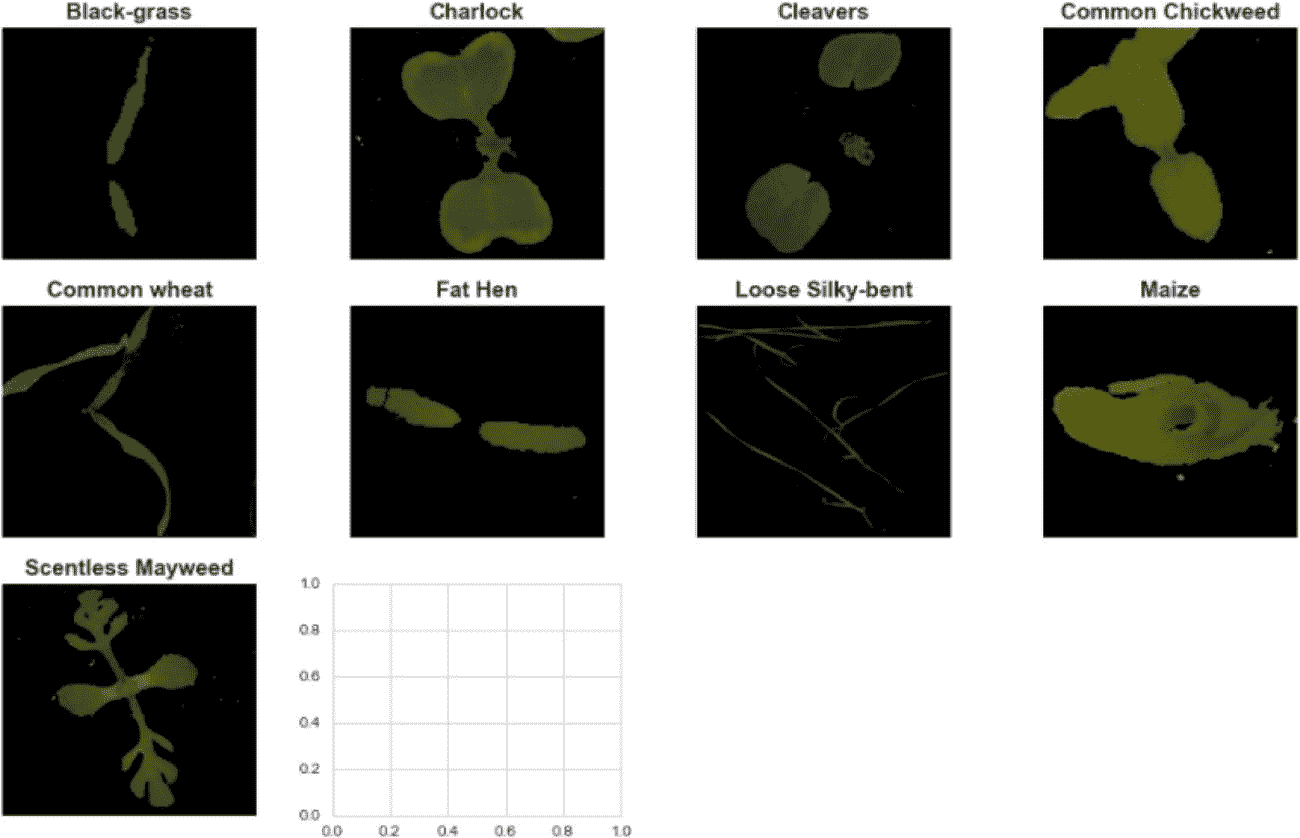 Black-grass
Charlock
Cleavers
Common Chickweed
Common wheat
Fat Hen
Loose Silky-bent
Maize
Scentless Mayweed
1.0
0.8
0.6
0.4
0.2
0.0
0.0 0.2 0.4 0.6 0.8 1.0